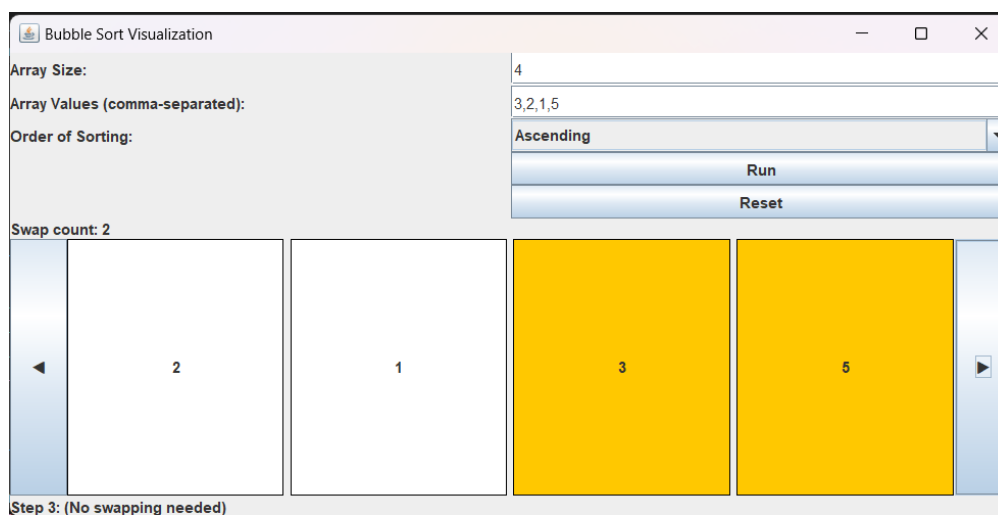 Bubble Sort Visualization
Array Size: 4
Array Values (comma-separated): 3,2,1,5
Order of Sorting: Ascending
Run
Reset
Swap count: 2
2 1 3 5
Step 3: (No swapping needed)